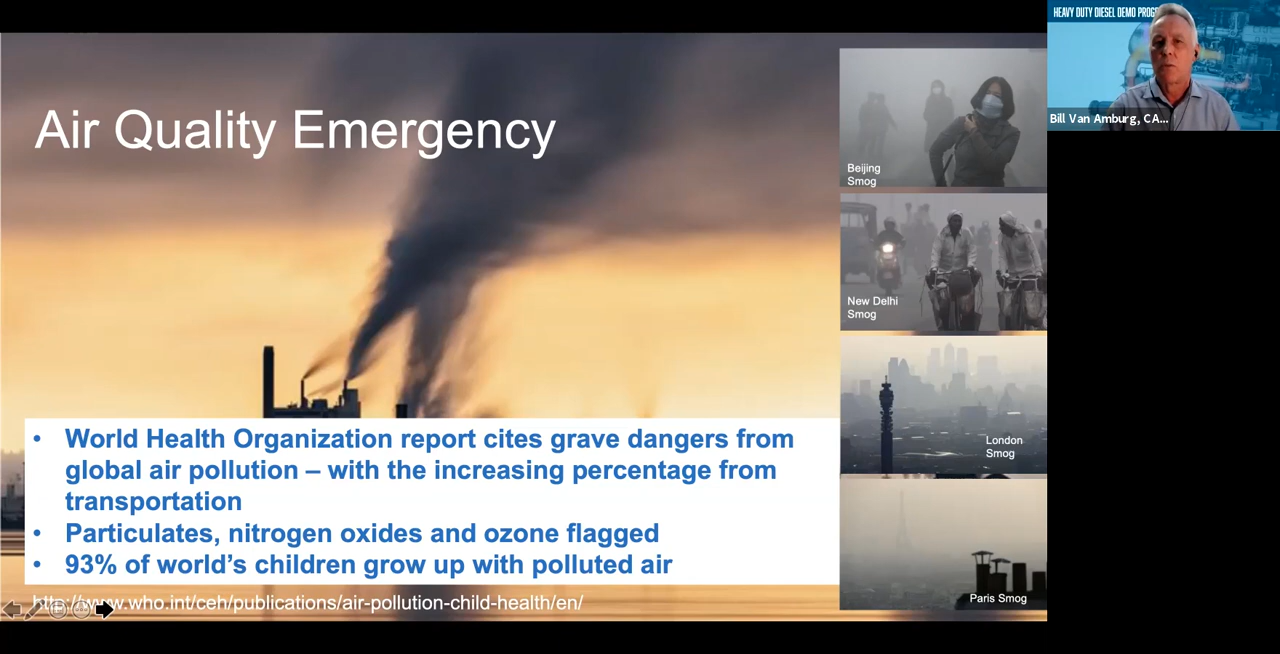 HEAVY DUTY DIESEL DEMO PROG
Bill Van Amburg, CA...
Air Quality Emergency
Beijing
Smog
New Delhi
Smog
London
Smog
Paris Smog
• World Health Organization report cites grave dangers from
global air pollution – with the increasing percentage from
transportation
• Particulates, nitrogen oxides and ozone flagged
• 93% of world's children grow up with polluted air
http://www.who.int/ceh/publications/air-pollution-child-health/en/